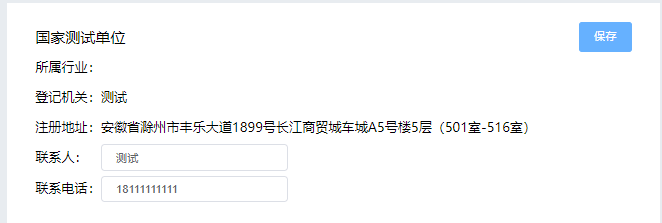 国家测试单位
保存
所属行业：
登记机关：测试
注册地址：安徽省滁州市丰乐大道1899号长江商贸城车城A5号楼5层（501室-516室）
联系人：测试
联系电话：18111111111